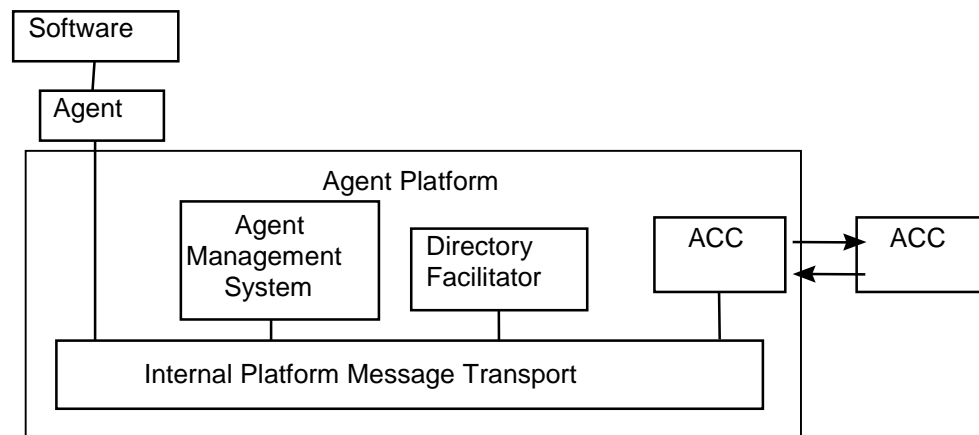 Software
Agent
Agent Platform
Agent
Management
System
Directory
Facilitator
ACC
ACC
Internal Platform Message Transport